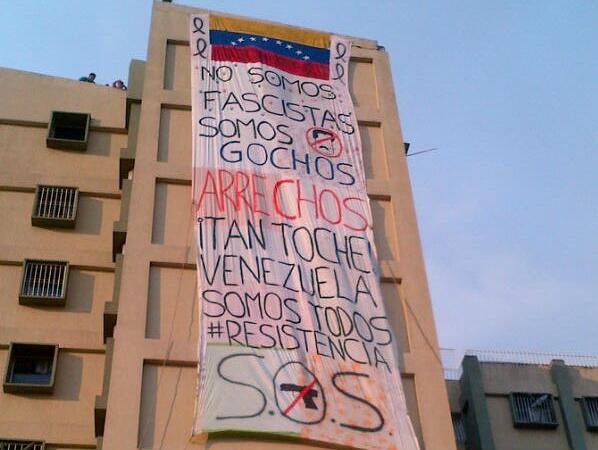 NO SOMOS
FASCISTAS
SOMOS
GOCHOS
ARRECHOS
¡TAN TOCHE!
VENEZUELA
SOMOS TODOS
#RESISTENCIA
S.O.S